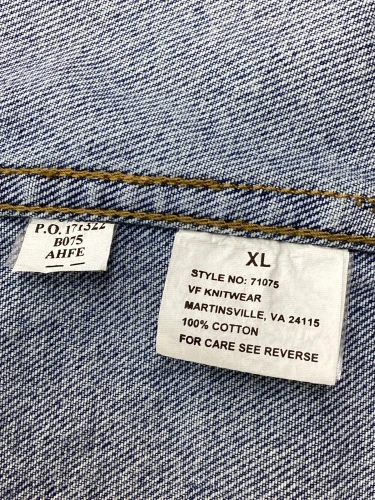 P.O. 171322
B075
AHFE
XL
STYLE NO: 71075
VF KNITWEAR
MARTINSVILLE, VA 24115
100% COTTON
FOR CARE SEE REVERSE